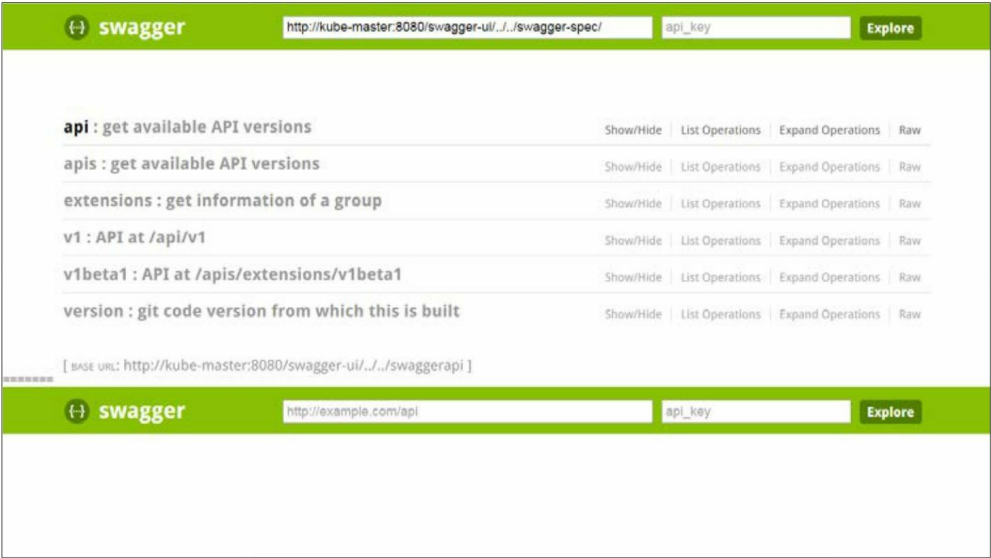 {··} swagger http://kube-master:8080/swagger-ui/../../swagger-spec/ api_key Explore
api : get available API versions Show/Hide List Operations Expand Operations Raw
apis : get available API versions Show/Hide List Operations Expand Operations Raw
extensions : get information of a group Show/Hide List Operations Expand Operations Raw
v1 : API at /api/v1 Show/Hide List Operations Expand Operations Raw
v1beta1 : API at /apis/extensions/v1beta1 Show/Hide List Operations Expand Operations Raw
version : git code version from which this is built Show/Hide List Operations Expand Operations Raw
[ BASE URL: http://kube-master:8080/swagger-ui/../../swaggerapi ]
{··} swagger http://example.com/api api_key Explore